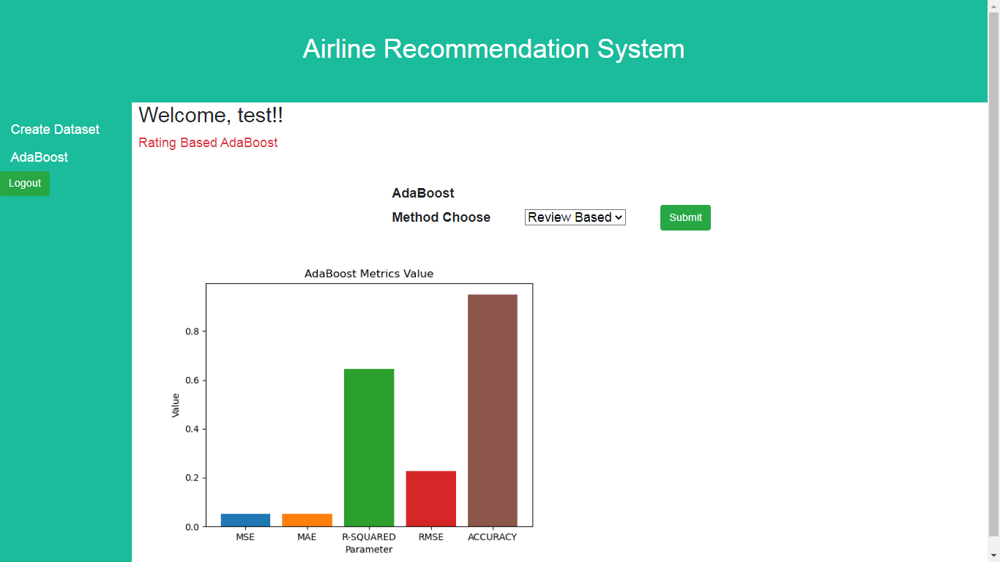 Airline Recommendation System
Welcome, test!!
Create Dataset
Rating Based AdaBoost
AdaBoost
Logout
AdaBoost
Method Choose Review Based Submit
AdaBoost Metrics Value
0.8
0.6
0.4
0.2
0.0
Value
MSE MAE R-SQUARED RMSE ACCURACY
Parameter